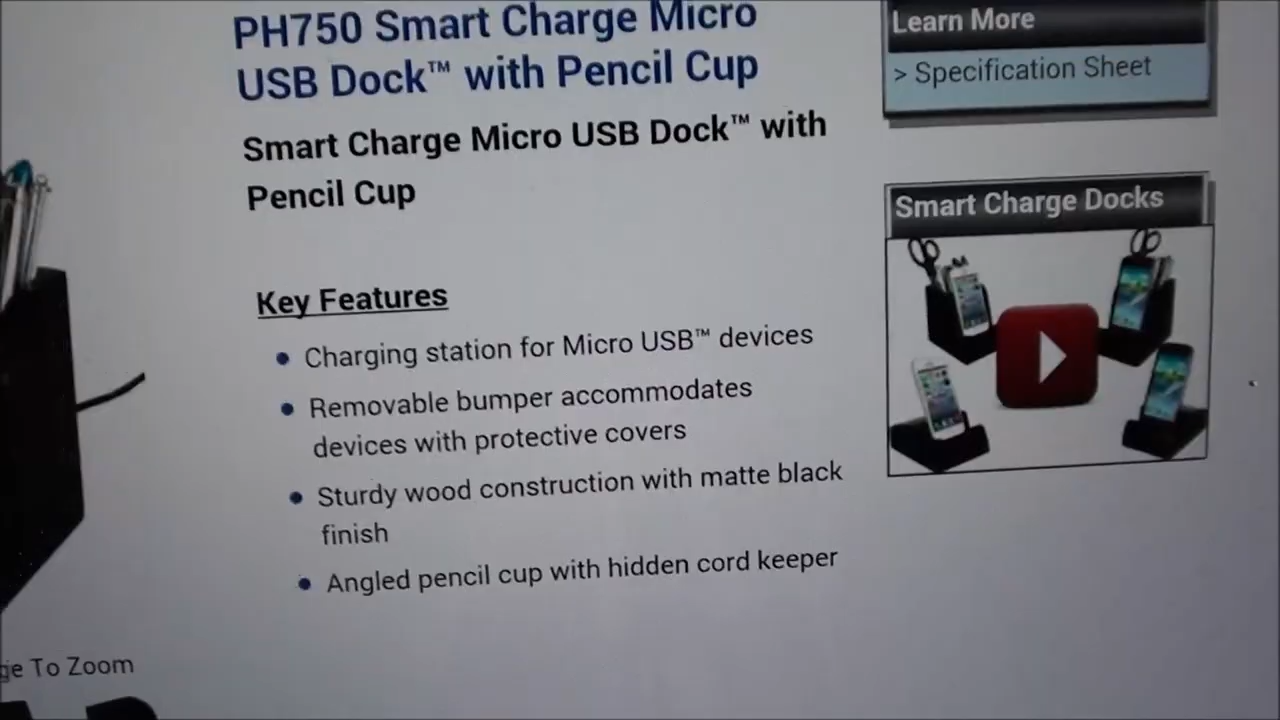 PH750 Smart Charge Micro
USB Dock™ with Pencil Cup
Smart Charge Micro USB Dock™ with
Pencil Cup
Key Features
Charging station for Micro USB™ devices
Removable bumper accommodates
devices with protective covers
Sturdy wood construction with matte black
finish
Angled pencil cup with hidden cord keeper
Learn More
> Specification Sheet
Smart Charge Docks
ge To Zoom